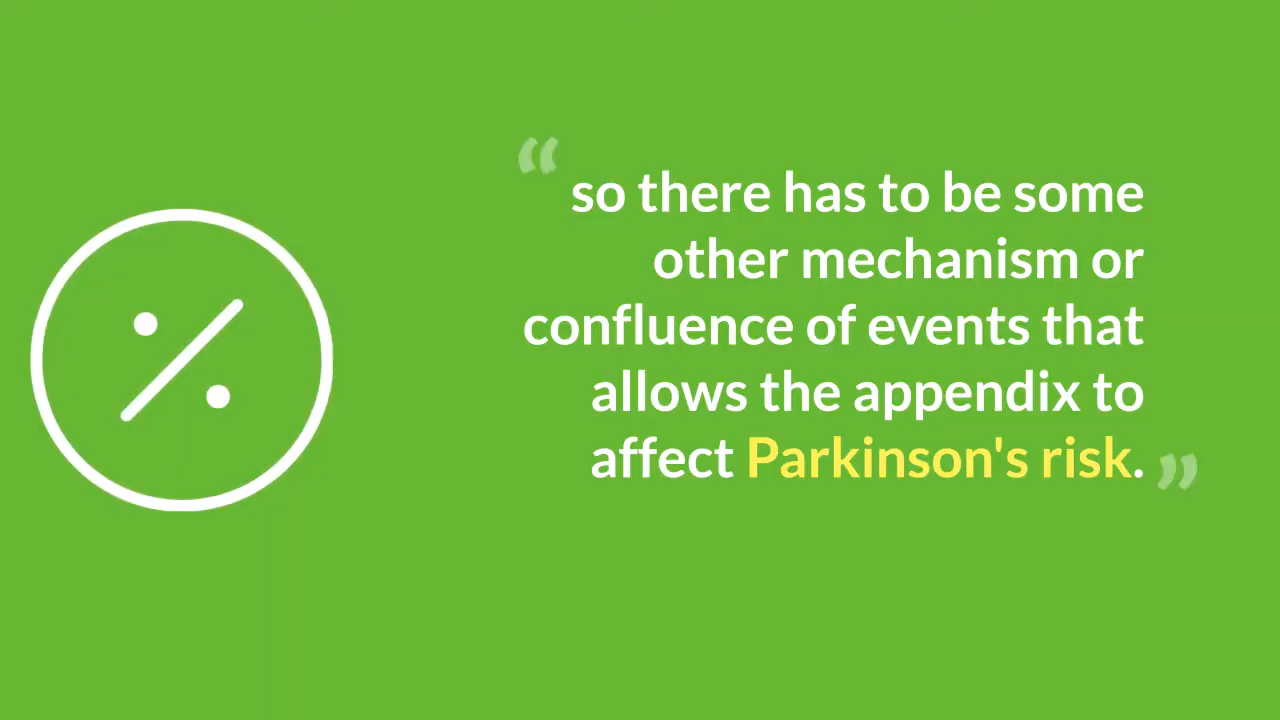 “ so there has to be some
other mechanism or
confluence of events that
allows the appendix to
affect Parkinson's risk. ”